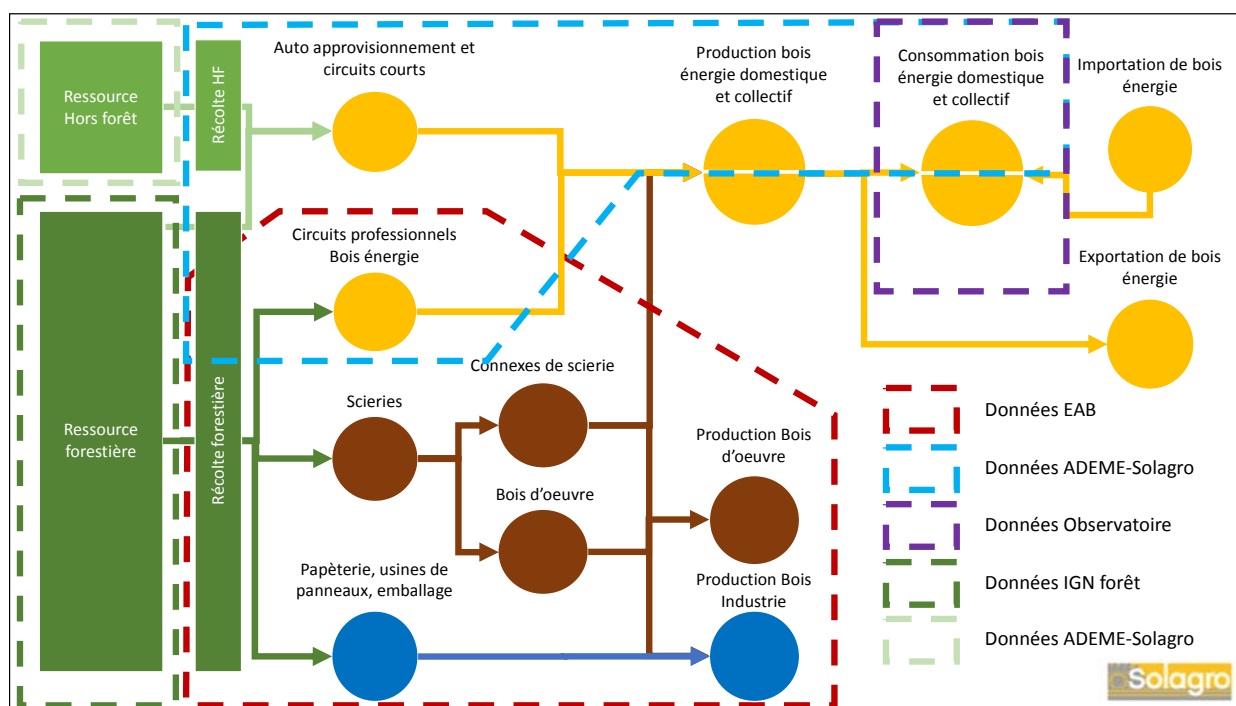 Ressource
Hors forêt
Récolte HF
Auto approvisionnement et
circuits courts
Production bois
énergie domestique
et collectif
Consommation bois
énergie domestique
et collectif
Importation de bois
énergie
Ressource
forestière
Récolte forestière
Circuits professionnels
Bois énergie
Exportation de bois
énergie
Connexes de scierie
Scieries
Bois d'oeuvre
Production Bois
d'oeuvre
Papèterie, usines de
panneaux, emballage
Production Bois
Industrie
Données EAB
Données ADEME-Solagro
Données Observatoire
Données IGN forêt
Données ADEME-Solagro
Solagro